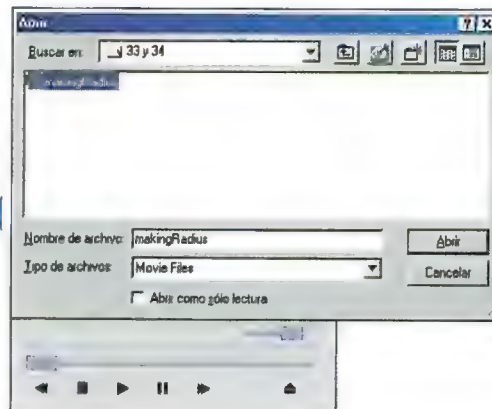 Abrir
Buscar en: 33 y 34
makingRadius
Nombre de archivo: makingRadius Abrir
Tipo de archivos: Movie Files Cancelar
Abrir como sólo lectura